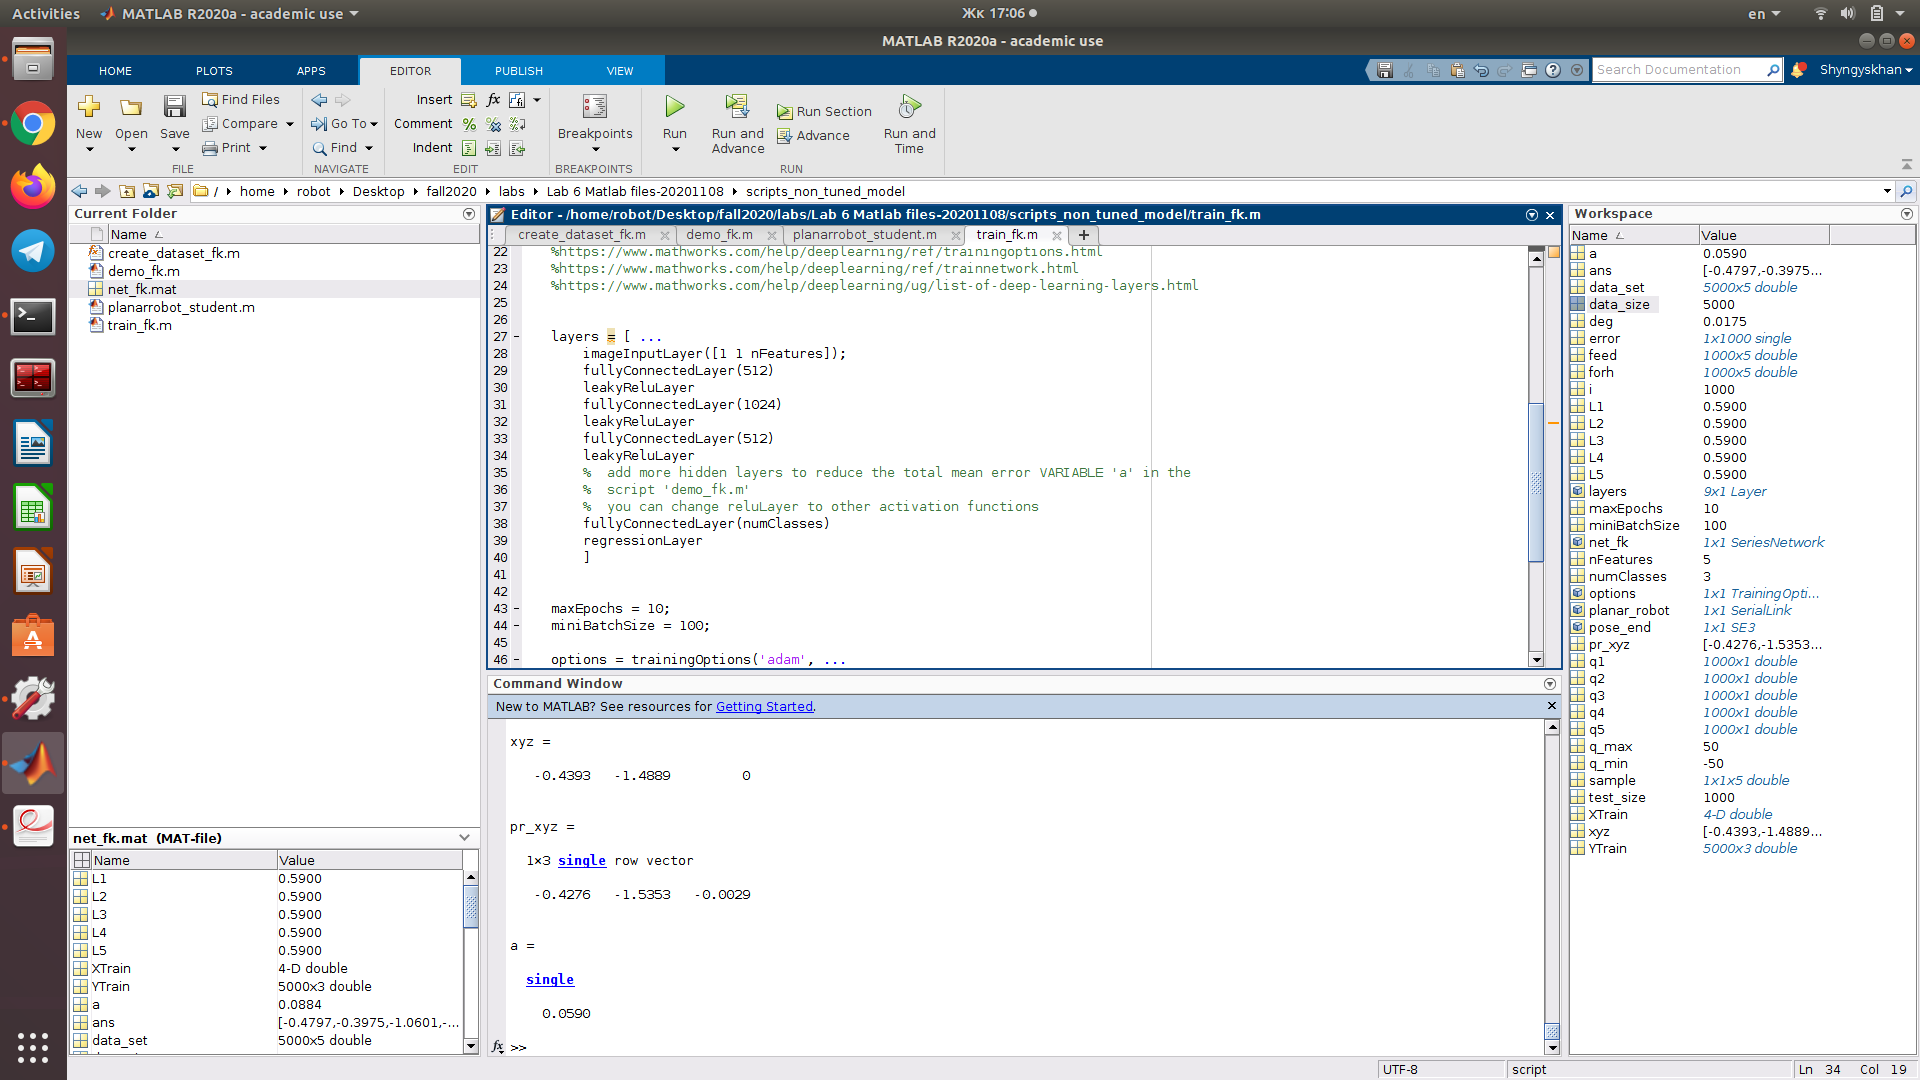 Activities
MATLAB R2020a - academic use
Жк 17:06
en
MATLAB R2020a - academic use
HOME
PLOTS
APPS
EDITOR
PUBLISH
VIEW
Search Documentation
Shyngyskhan
New
Open
Save
Find Files
Compare
Print
FILE
Go To
Find
NAVIGATE
Insert
Comment
Indent
EDIT
Breakpoints
BREAKPOINTS
Run
Run and Advance
Run Section
Advance
Run and Time
RUN
/ home robot Desktop fall2020 labs Lab 6 Matlab files-20201108 scripts_non_tuned_model
Current Folder
Name
create_dataset_fk.m
demo_fk.m
net_fk.mat
planarrobot_student.m
train_fk.m
net_fk.mat (MAT-file)
Name Value
L1 0.5900
L2 0.5900
L3 0.5900
L4 0.5900
L5 0.5900
XTrain 4-D double
YTrain 5000x3 double
a 0.0884
ans [-0.4797,-0.3975,-1.0601,-...
data_set 5000x5 double
Editor - /home/robot/Desktop/fall2020/labs/Lab 6 Matlab files-20201108/scripts_non_tuned_model/train_fk.m
create_dataset_fk.m
demo_fk.m
planarrobot_student.m
train_fk.m
22 %https://www.mathworks.com/help/deeplearning/ref/trainingoptions.html
23 %https://www.mathworks.com/help/deeplearning/ref/trainnetwork.html
24 %https://www.mathworks.com/help/deeplearning/ug/list-of-deep-learning-layers.html
25
26
27 - layers = [ ...
28 imageInputLayer([1 1 nFeatures]);
29 fullyConnectedLayer(512)
30 leakyReluLayer
31 fullyConnectedLayer(1024)
32 leakyReluLayer
33 fullyConnectedLayer(512)
34 leakyReluLayer
35 % add more hidden layers to reduce the total mean error VARIABLE 'a' in the
36 % script 'demo_fk.m'
37 % you can change reluLayer to other activation functions
38 fullyConnectedLayer(numClasses)
39 regressionLayer
40 ]
41
42
43 - maxEpochs = 10;
44 - miniBatchSize = 100;
45
46 - options = trainingOptions('adam', ...
Command Window
New to MATLAB? See resources for Getting Started.
xyz =
-0.4393 -1.4889 0
pr_xyz =
1×3 single row vector
-0.4276 -1.5353 -0.0029
a =
single
0.0590
fx >>
Workspace
Name Value
a 0.0590
ans [-0.4797,-0.3975...
data_set 5000x5 double
data_size 5000
deg 0.0175
error 1x1000 single
feed 1000x5 double
forh 1000x5 double
i 1000
L1 0.5900
L2 0.5900
L3 0.5900
L4 0.5900
L5 0.5900
layers 9x1 Layer
maxEpochs 10
miniBatchSize 100
net_fk 1x1 SeriesNetwork
nFeatures 5
numClasses 3
options 1x1 TrainingOpti...
planar_robot 1x1 SerialLink
pose_end 1x1 SE3
pr_xyz [-0.4276,-1.5353...
q1 1000x1 double
q2 1000x1 double
q3 1000x1 double
q4 1000x1 double
q5 1000x1 double
q_max 50
q_min -50
sample 1x1x5 double
test_size 1000
XTrain 4-D double
xyz [-0.4393,-1.4889...
YTrain 5000x3 double
UTF-8
script
Ln 34 Col 19